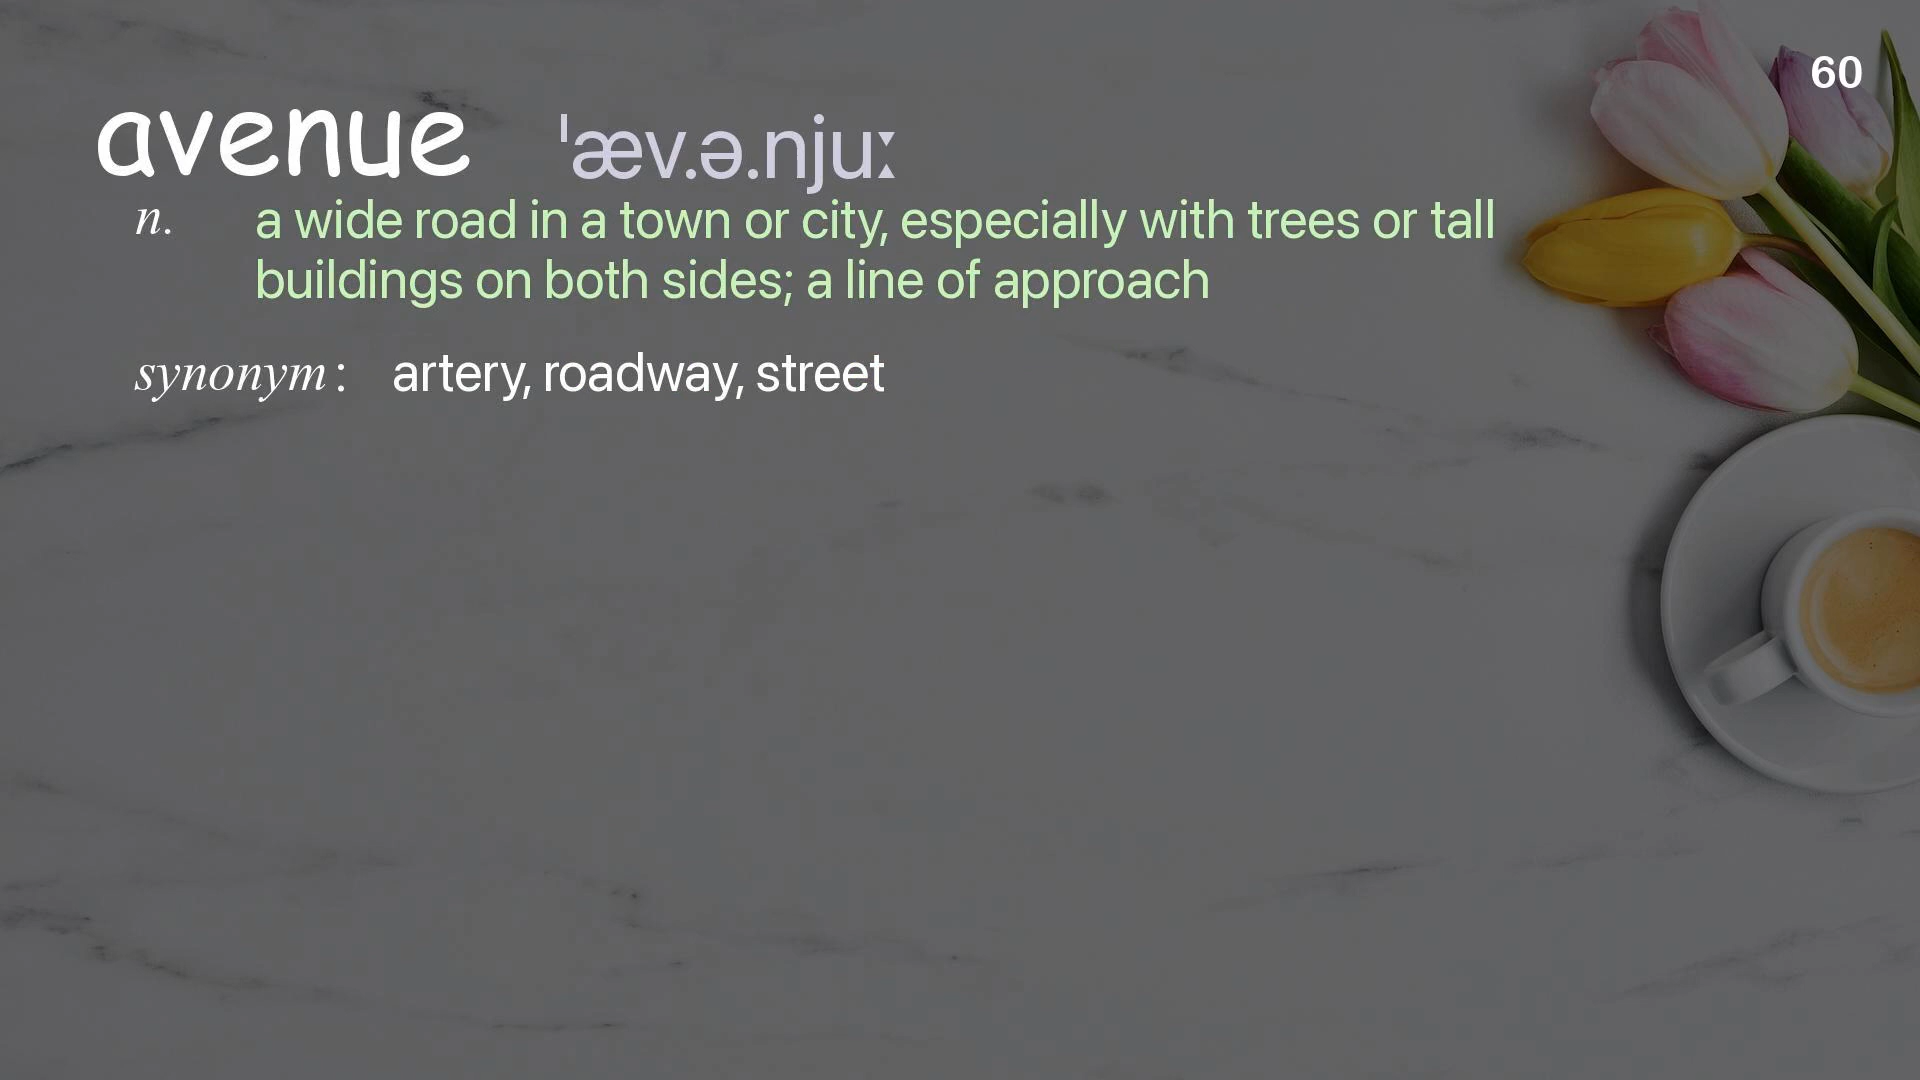 60
avenue ˈæv.ə.njuː
n. a wide road in a town or city, especially with trees or tall
buildings on both sides; a line of approach
synonym : artery, roadway, street